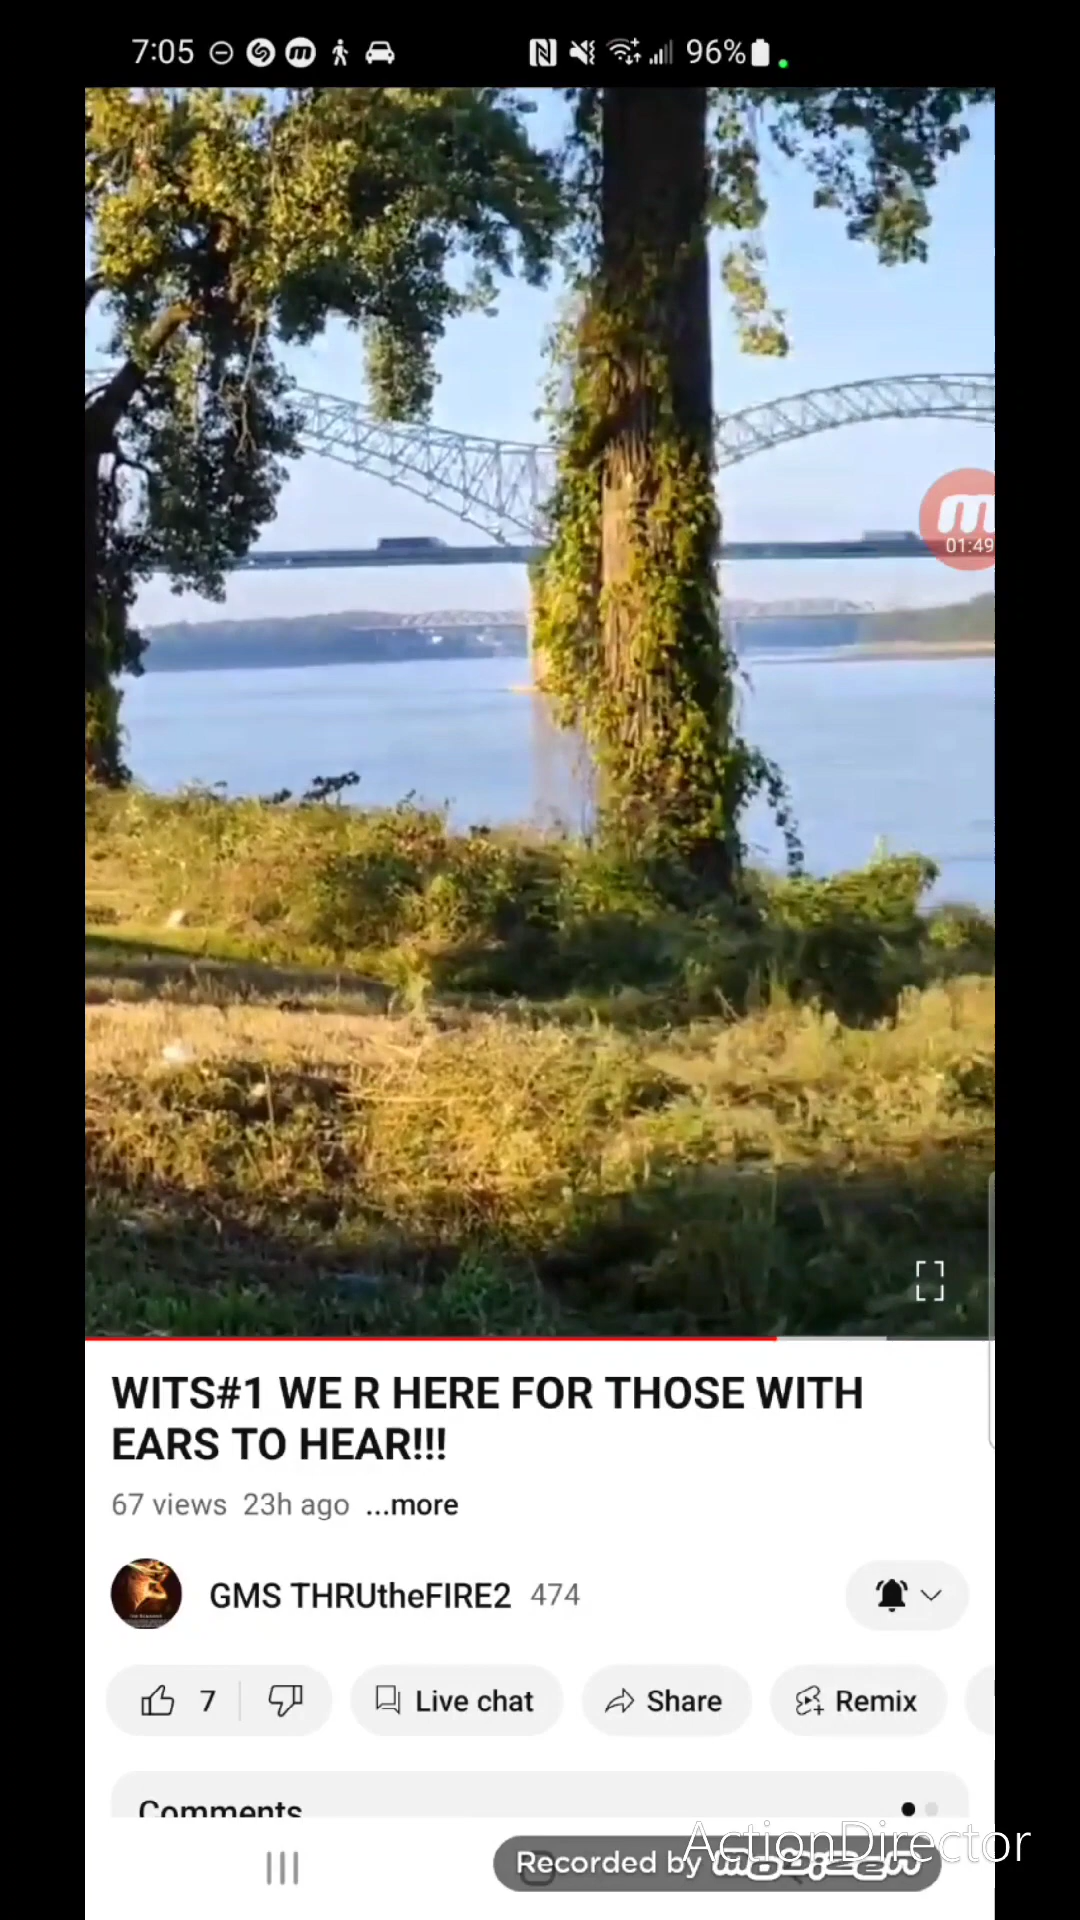 7:05 96%
01:49
WITS#1 WE R HERE FOR THOSE WITH
EARS TO HEAR!!!
67 views 23h ago ...more
GMS THRUtheFIRE2 474
7 Live chat Share Remix
Comments
ActionDirector
Recorded by MOBIZEN